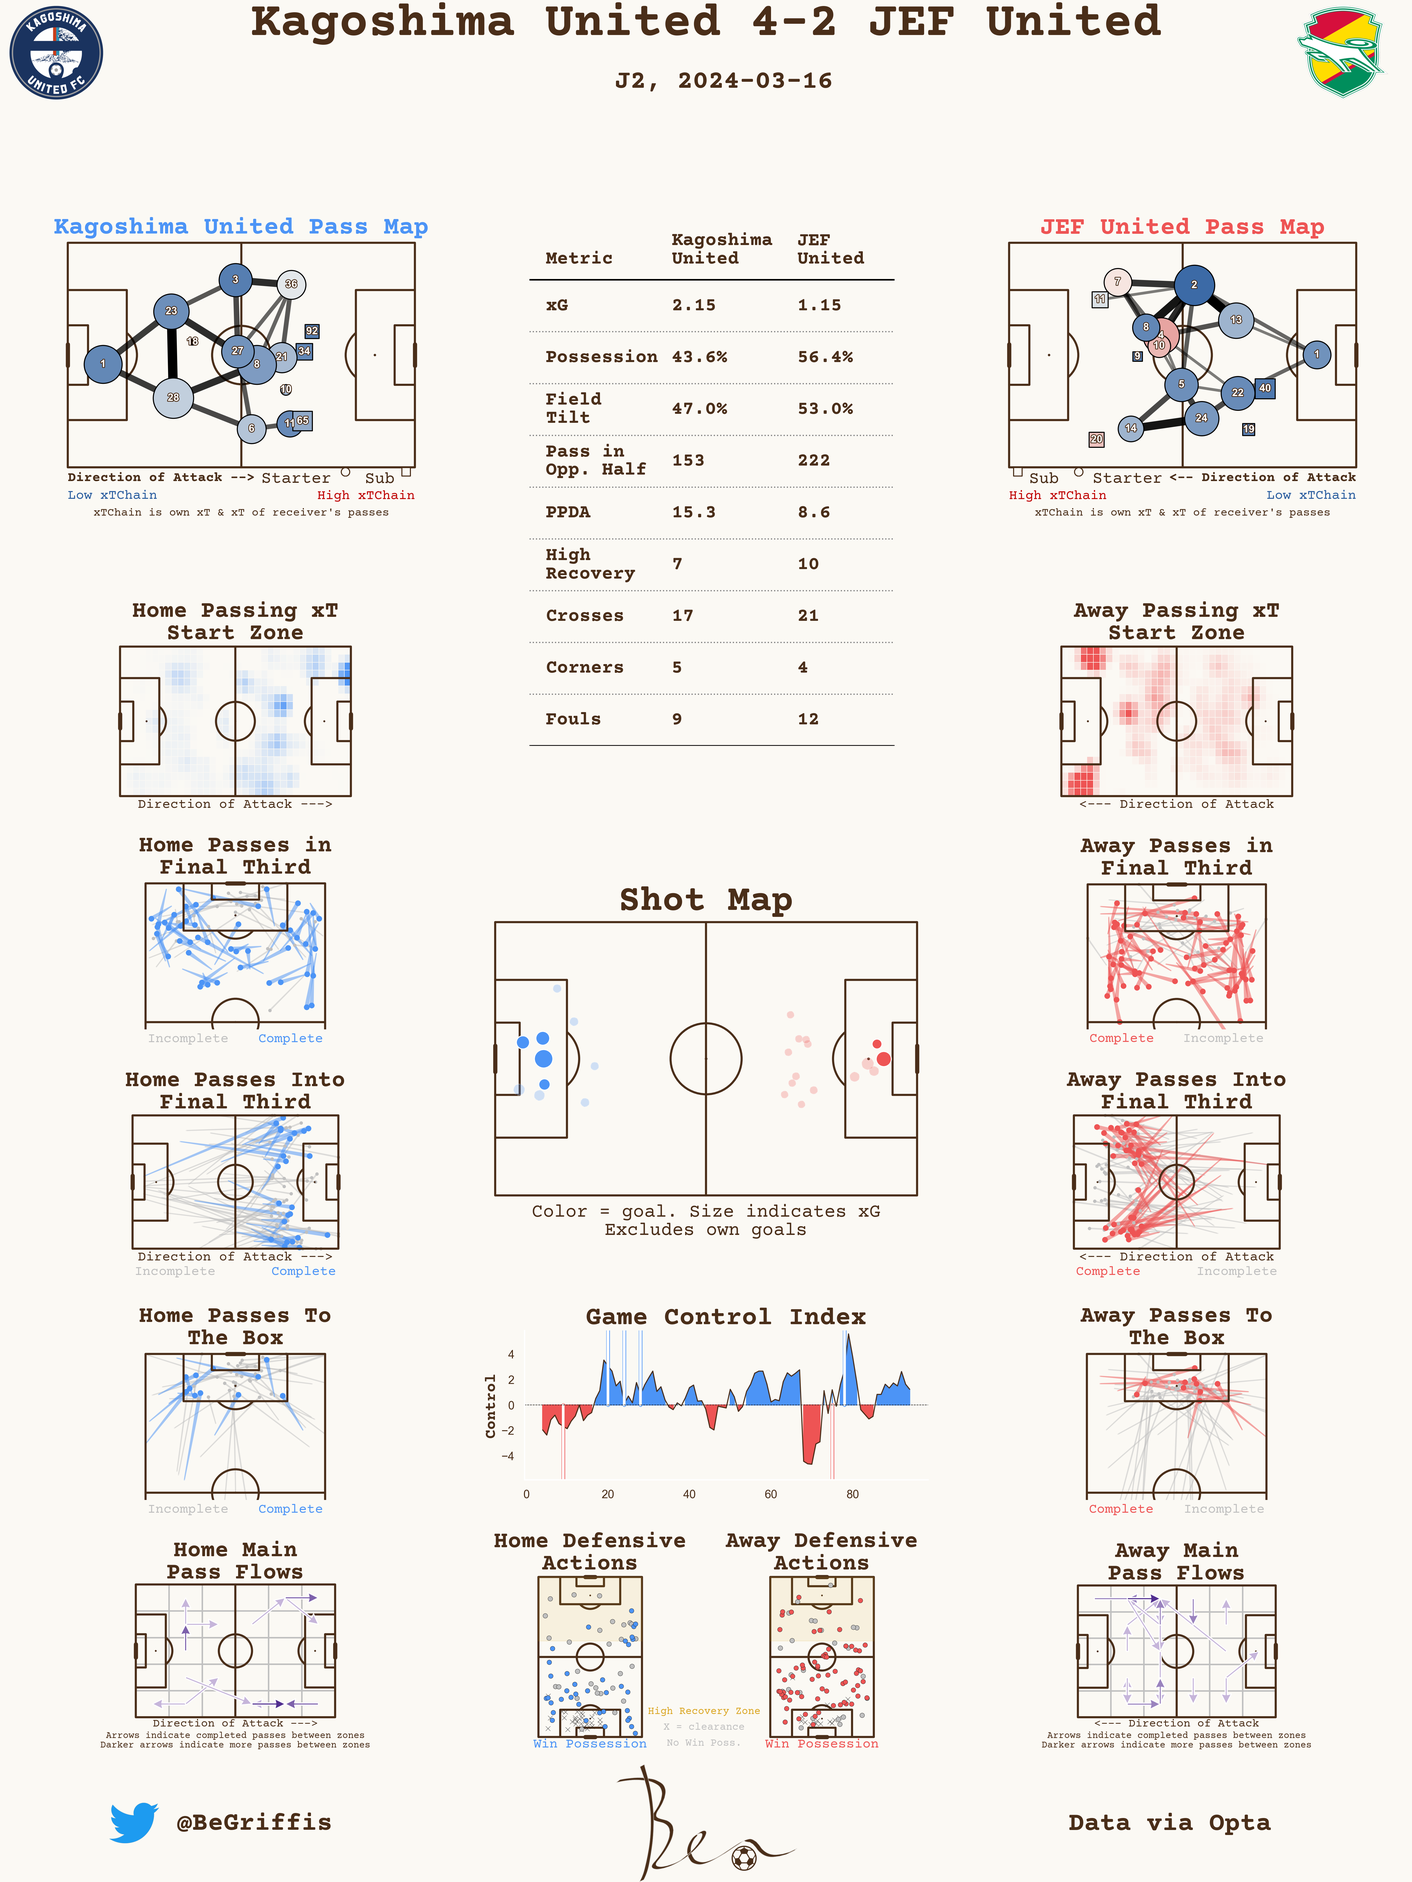 Kagoshima United 4-2 JEF United
KAGOSHIMA
UNITED FC
J2, 2024-03-16
Kagoshima United Pass Map
3
36
23
92
18
27
21
34
1
8
10
28
6
11
65
Direction of Attack --> Starter Sub
Low xTChain High xTChain
xTChain is own xT & xT of receiver's passes
Metric Kagoshima United JEF United
xG 2.15 1.15
Possession 43.6% 56.4%
Field Tilt 47.0% 53.0%
Pass in Opp. Half 153 222
PPDA 15.3 8.6
High Recovery 7 10
Crosses 17 21
Corners 5 4
Fouls 9 12
JEF United Pass Map
7
2
11
8
13
10
9
1
5
22
40
24
14
19
20
Sub Starter <-- Direction of Attack
High xTChain Low xTChain
xTChain is own xT & xT of receiver's passes
Home Passing xT
Start Zone
Direction of Attack --->
Away Passing xT
Start Zone
<--- Direction of Attack
Home Passes in
Final Third
Incomplete Complete
Away Passes in
Final Third
Complete Incomplete
Shot Map
Color = goal. Size indicates xG
Excludes own goals
Home Passes Into
Final Third
Direction of Attack --->
Incomplete Complete
Away Passes Into
Final Third
<--- Direction of Attack
Complete Incomplete
Home Passes To
The Box
Incomplete Complete
Game Control Index
Control
4
2
0
−2
−4
0 20 40 60 80
Away Passes To
The Box
Complete Incomplete
Home Main
Pass Flows
Direction of Attack --->
Arrows indicate completed passes between zones
Darker arrows indicate more passes between zones
Home Defensive
Actions
Win Possession
High Recovery Zone
X = clearance
No Win Poss.
Away Defensive
Actions
Win Possession
Away Main
Pass Flows
<--- Direction of Attack
Arrows indicate completed passes between zones
Darker arrows indicate more passes between zones
@BeGriffis
Ben
Data via Opta